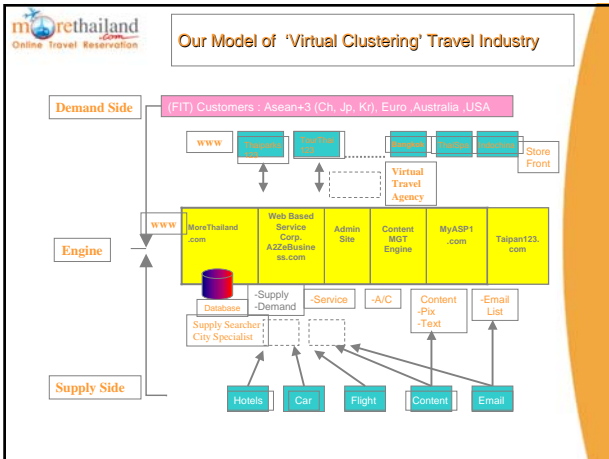 morethailand
.com
Online Travel Reservation
Our Model of 'Virtual Clustering' Travel Industry
Demand Side
(FIT) Customers : Asean+3 (Ch, Jp, Kr), Euro ,Australia ,USA
www
123
123
Store
Front
Virtual
Travel
Agency
www
Engine
MoreThailand
.com
Web Based
Service
Corp.
A2ZeBusine
ss.com
Admin
Site
Content
MGT
Engine
MyASP1
.com
Taipan123.
com
Database
-Supply
-Demand
-Service
-A/C
Content
-Pix
-Text
-Email
List
Supply Searcher
City Specialist
Supply Side
Hotels
Car
Flight
Content
Email